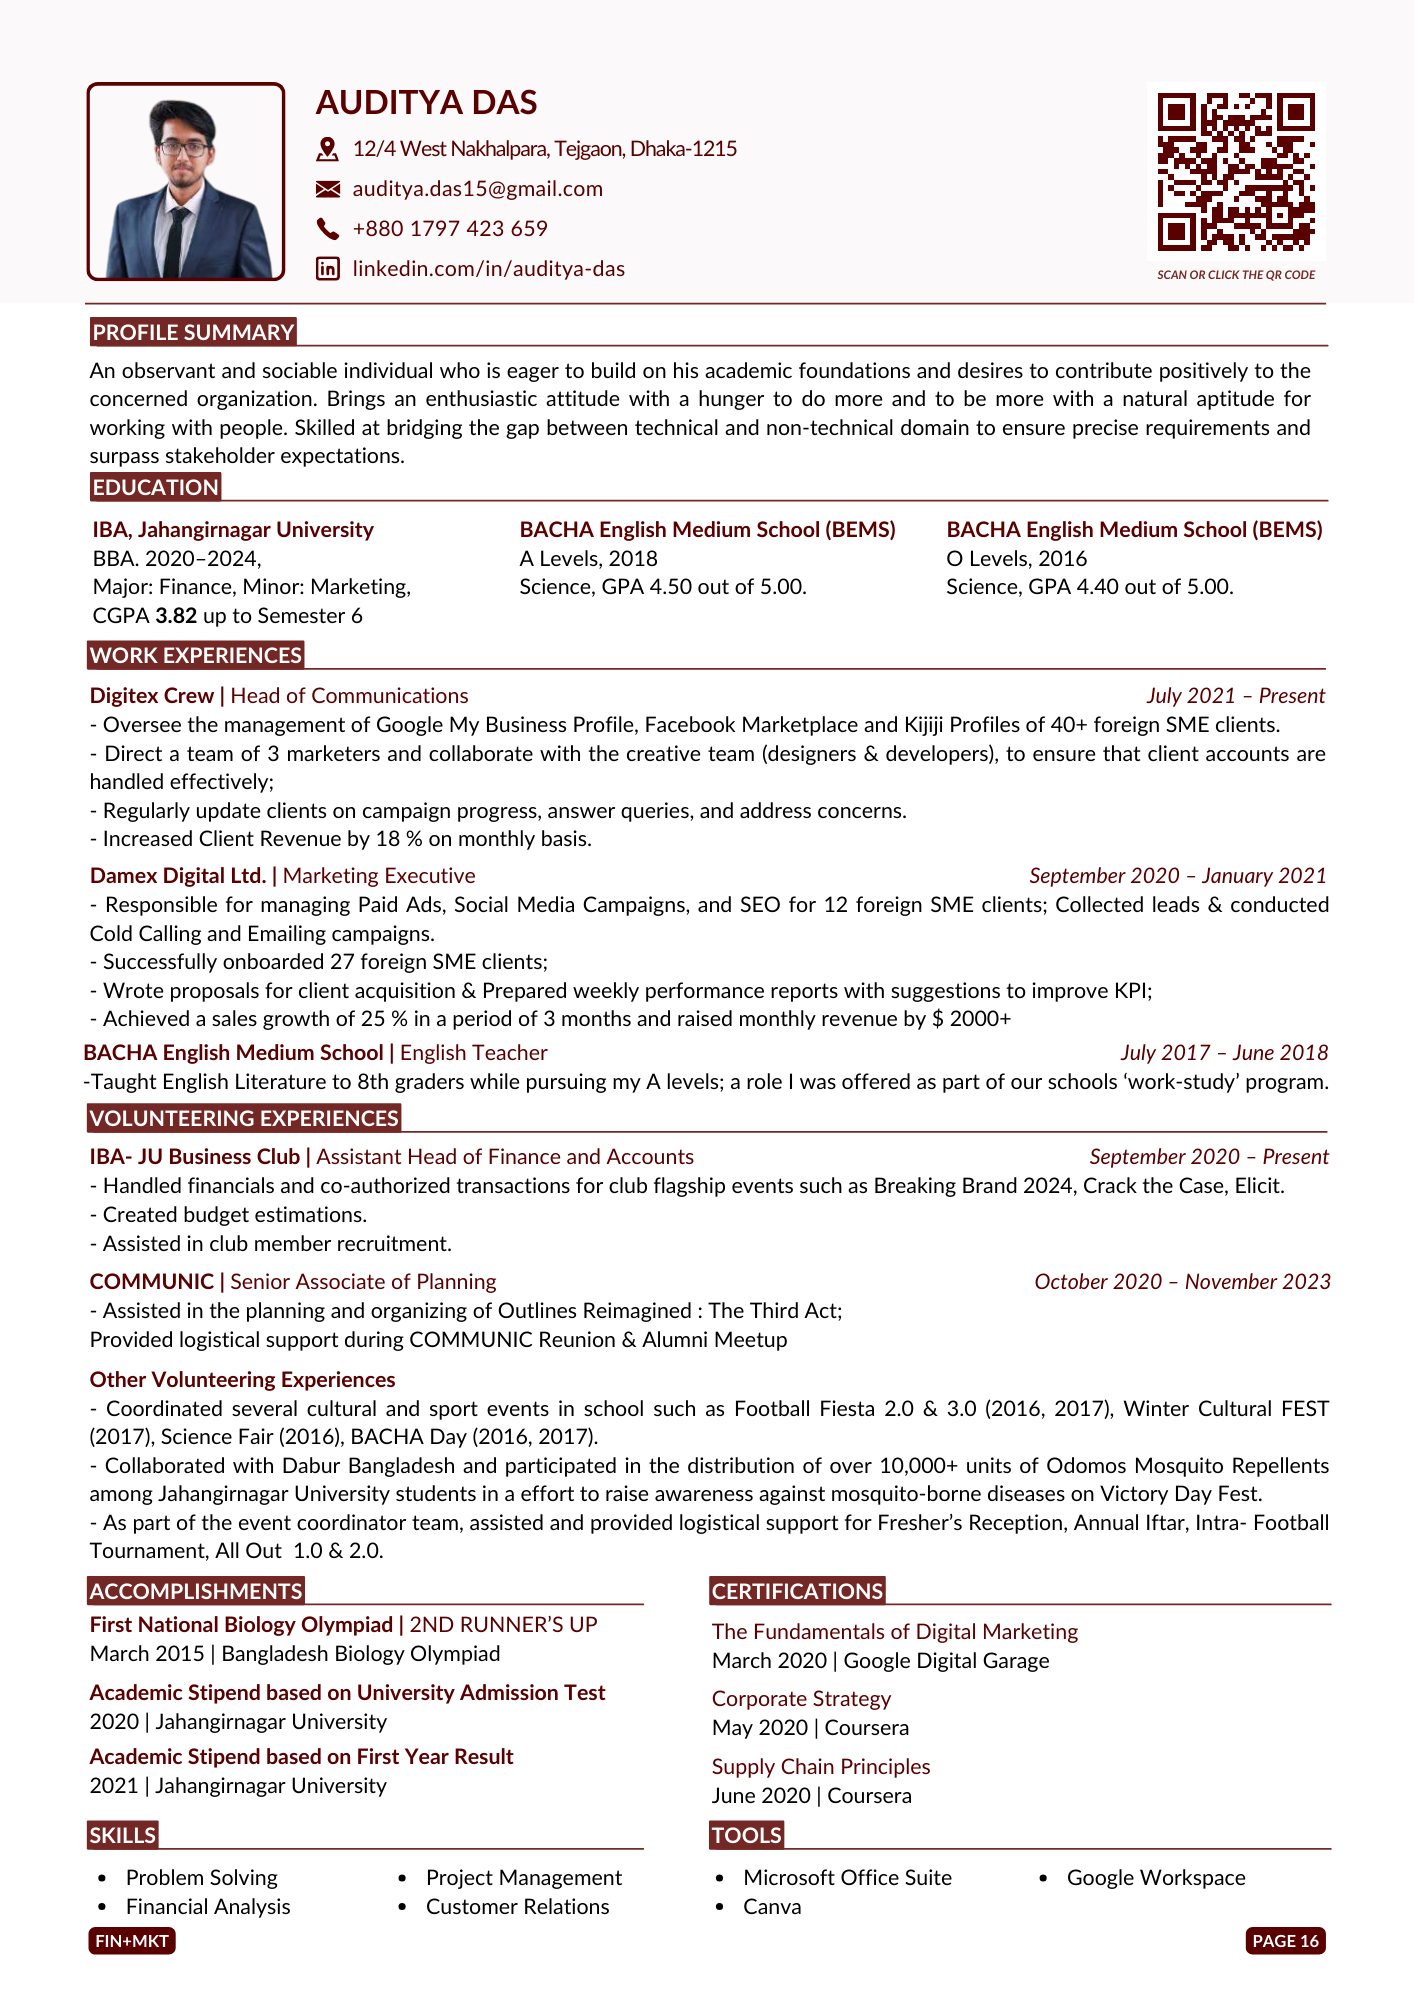 AUDITYA DAS
12/4 West Nakhalpara, Tejgaon, Dhaka-1215
auditya.das15@gmail.com
+880 1797 423 659
linkedin.com/in/auditya-das
SCAN OR CLICK THE QR CODE
PROFILE SUMMARY
An observant and sociable individual who is eager to build on his academic foundations and desires to contribute positively to the
concerned organization. Brings an enthusiastic attitude with a hunger to do more and to be more with a natural aptitude for
working with people. Skilled at bridging the gap between technical and non-technical domain to ensure precise requirements and
surpass stakeholder expectations.
EDUCATION
IBA, Jahangirnagar University
BBA. 2020–2024,
Major: Finance, Minor: Marketing,
CGPA 3.82 up to Semester 6
BACHA English Medium School (BEMS)
A Levels, 2018
Science, GPA 4.50 out of 5.00.
BACHA English Medium School (BEMS)
O Levels, 2016
Science, GPA 4.40 out of 5.00.
WORK EXPERIENCES
Digitex Crew | Head of Communications July 2021 – Present
- Oversee the management of Google My Business Profile, Facebook Marketplace and Kijiji Profiles of 40+ foreign SME clients.
- Direct a team of 3 marketers and collaborate with the creative team (designers & developers), to ensure that client accounts are
handled effectively;
- Regularly update clients on campaign progress, answer queries, and address concerns.
- Increased Client Revenue by 18 % on monthly basis.
Damex Digital Ltd. | Marketing Executive September 2020 – January 2021
- Responsible for managing Paid Ads, Social Media Campaigns, and SEO for 12 foreign SME clients; Collected leads & conducted
Cold Calling and Emailing campaigns.
- Successfully onboarded 27 foreign SME clients;
- Wrote proposals for client acquisition & Prepared weekly performance reports with suggestions to improve KPI;
- Achieved a sales growth of 25 % in a period of 3 months and raised monthly revenue by $ 2000+
BACHA English Medium School | English Teacher July 2017 – June 2018
-Taught English Literature to 8th graders while pursuing my A levels; a role I was offered as part of our schools ‘work-study’ program.
VOLUNTEERING EXPERIENCES
IBA- JU Business Club | Assistant Head of Finance and Accounts September 2020 – Present
- Handled financials and co-authorized transactions for club flagship events such as Breaking Brand 2024, Crack the Case, Elicit.
- Created budget estimations.
- Assisted in club member recruitment.
COMMUNIC | Senior Associate of Planning October 2020 – November 2023
- Assisted in the planning and organizing of Outlines Reimagined : The Third Act;
Provided logistical support during COMMUNIC Reunion & Alumni Meetup
Other Volunteering Experiences
- Coordinated several cultural and sport events in school such as Football Fiesta 2.0 & 3.0 (2016, 2017), Winter Cultural FEST
(2017), Science Fair (2016), BACHA Day (2016, 2017).
- Collaborated with Dabur Bangladesh and participated in the distribution of over 10,000+ units of Odomos Mosquito Repellents
among Jahangirnagar University students in a effort to raise awareness against mosquito-borne diseases on Victory Day Fest.
- As part of the event coordinator team, assisted and provided logistical support for Fresher’s Reception, Annual Iftar, Intra- Football
Tournament, All Out 1.0 & 2.0.
ACCOMPLISHMENTS
First National Biology Olympiad | 2ND RUNNER’S UP
March 2015 | Bangladesh Biology Olympiad
Academic Stipend based on University Admission Test
2020 | Jahangirnagar University
Academic Stipend based on First Year Result
2021 | Jahangirnagar University
CERTIFICATIONS
The Fundamentals of Digital Marketing
March 2020 | Google Digital Garage
Corporate Strategy
May 2020 | Coursera
Supply Chain Principles
June 2020 | Coursera
SKILLS
• Problem Solving
• Financial Analysis
• Project Management
• Customer Relations
TOOLS
• Microsoft Office Suite
• Canva
• Google Workspace
FIN+MKT
PAGE 16